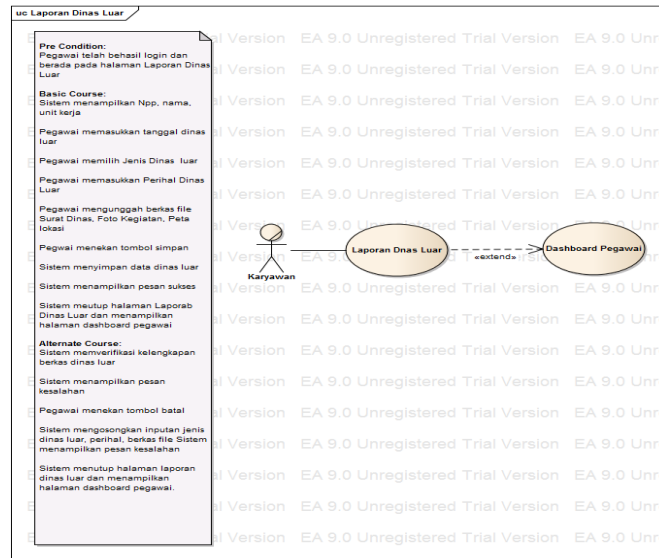 uc Laporan Dinas Luar
Pre Condition:
Pegawai telah behasil login dan
berada pada halaman Laporan Dinas
Luar
Basic Course:
Sistem menampilkan Npp, nama,
unit kerja
Pegawai memasukkan tanggal dinas
luar
Pegawai memilih Jenis Dinas luar
Pegawai memasukkan Perihal Dinas
Luar
Pegawai mengunggah berkas file
Surat Dinas, Foto Kegiatan, Peta
lokasi
Pegwai menekan tombol simpan
Sistem menyimpan data dinas luar
Sistem menampilkan pesan sukses
Sistem meutup halaman Laporab
Dinas Luar dan menampilkan
halaman dashboard pegawai
Alternate Course:
Sistem memverifikasi kelengkapan
berkas dinas luar
Sistem menampilkan pesan
kesalahan
Pegawai menekan tombol batal
Sistem mengosongkan inputan jenis
dinas luar, perihal, berkas file Sistem
menampilkan pesan kesalahan
Sistem menutup halaman laporan
dinas luar dan menampilkan
halaman dashboard pegawai.
Karyawan
Laporan Dnas Luar
«extend»
Dashboard Pegawai
EA 9.0 Unregistered Trial Version